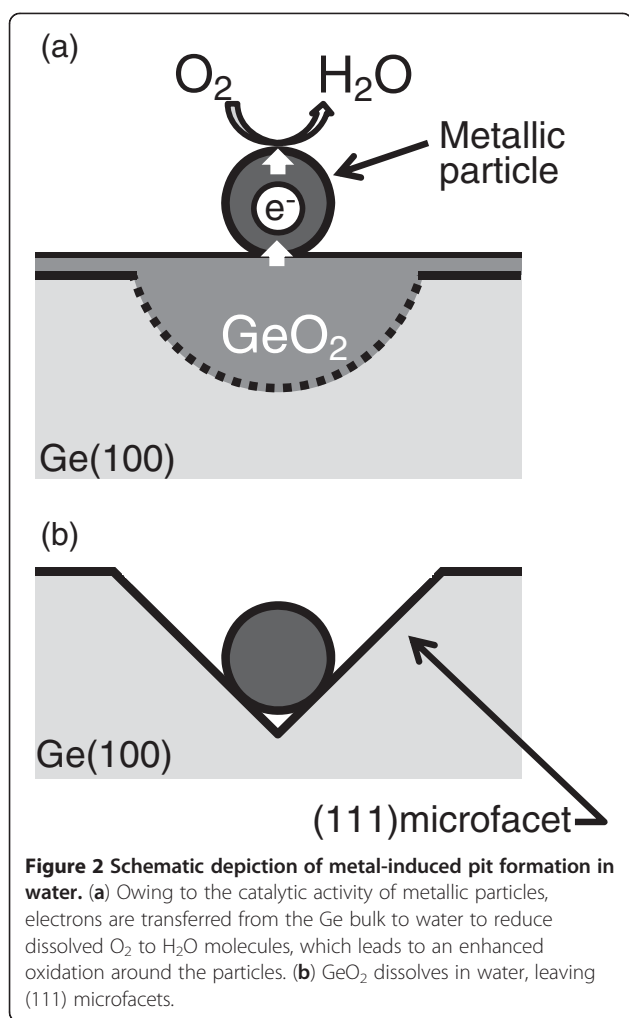 (a)
O₂ H₂O
Metallic
particle
e⁻
GeO₂
Ge(100)
(b)
Ge(100)
(111)microfacet
Figure 2 Schematic depiction of metal-induced pit formation in
water. (a) Owing to the catalytic activity of metallic particles,
electrons are transferred from the Ge bulk to water to reduce
dissolved O₂ to H₂O molecules, which leads to an enhanced
oxidation around the particles. (b) GeO₂ dissolves in water, leaving
(111) microfacets.